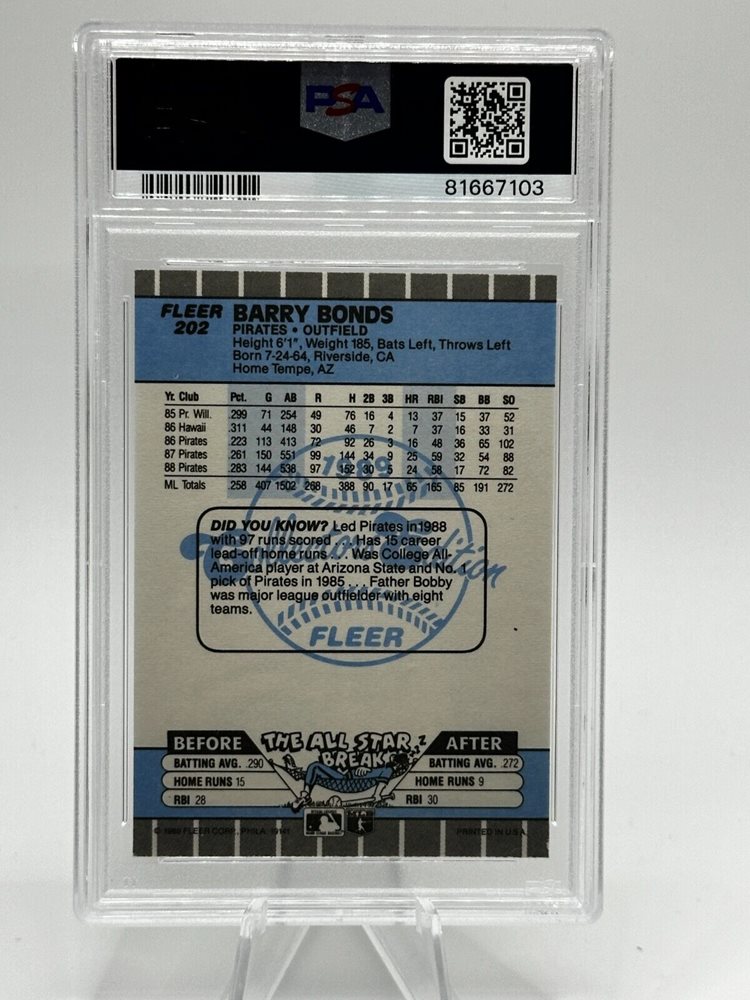 PSA
81667103
FLEER BARRY BONDS
202 PIRATES • OUTFIELD
Height 6'1", Weight 185, Bats Left, Throws Left
Born 7-24-64, Riverside, CA
Home Tempe, AZ
Yr. Club Pct. G AB R H 2B 3B HR RBI SB BB SO
85 Pr. Will. .299 71 254 49 76 16 4 13 37 15 37 52
86 Hawaii .311 44 148 30 46 7 2 7 37 16 33 31
86 Pirates .223 113 413 72 92 26 3 16 48 36 65 102
87 Pirates .261 150 551 99 144 34 9 25 59 32 54 88
88 Pirates .283 144 538 97 152 30 5 24 58 17 72 82
ML Totals .258 407 1502 268 388 90 17 65 165 85 191 272
1989
DID YOU KNOW? Led Pirates in 1988
with 97 runs scored . . . Has 15 career
lead-off home runs . . . Was College All-
America player at Arizona State and No. 1
pick of Pirates in 1985 . . . Father Bobby
was major league outfielder with eight
teams.
FLEER
BEFORE THE ALL STAR BREAK AFTER
BATTING AVG. .290 BATTING AVG. .272
HOME RUNS 15 HOME RUNS 9
RBI 28 RBI 30
© 1989 FLEER CORP., PHILA. 19141 PRINTED IN U.S.A.